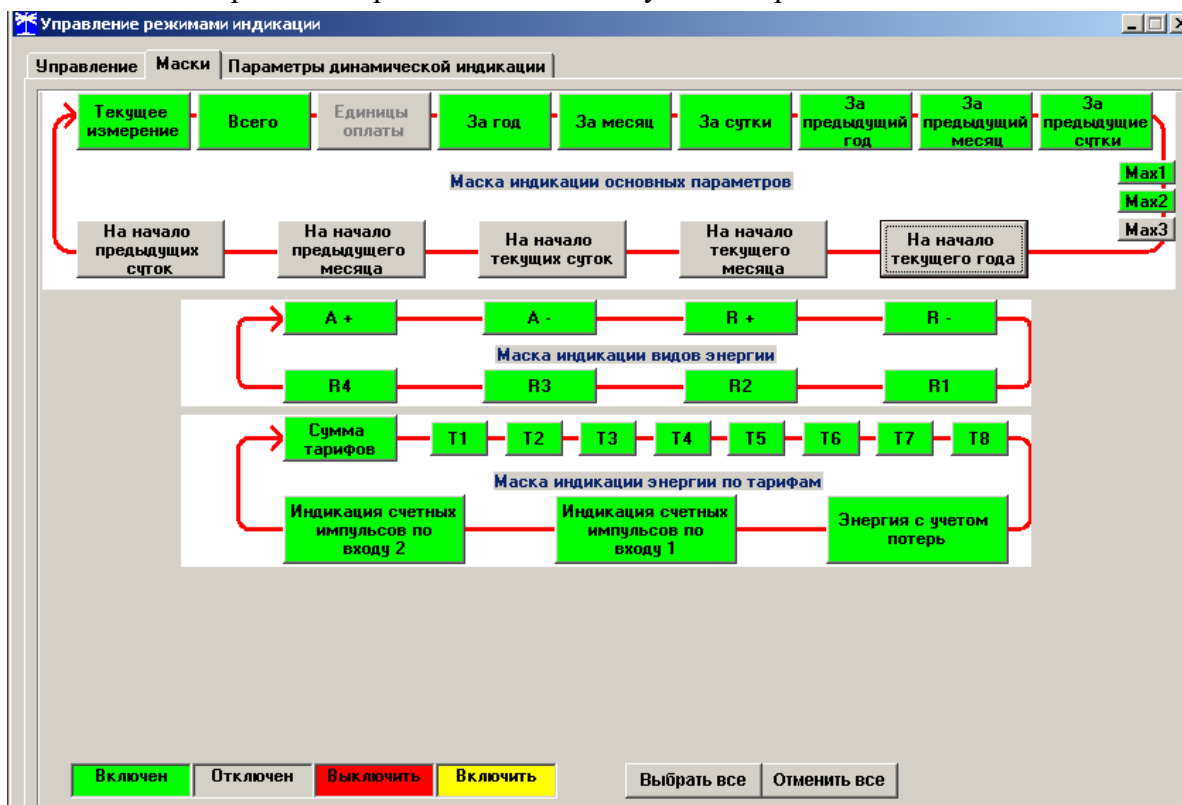 Управление режимами индикации
Управление Маски Параметры динамической индикации
Текущее измерение
Всего
Единицы оплаты
За год
За месяц
За сутки
За предыдущий год
За предыдущий месяц
За предыдущие сутки
Max1
Маска индикации основных параметров
Max2
Max3
На начало предыдущих суток
На начало предыдущего месяца
На начало текущих суток
На начало текущего месяца
На начало текущего года
A + A - R + R -
Маска индикации видов энергии
R4 R3 R2 R1
Сумма тарифов
T1 T2 T3 T4 T5 T6 T7 T8
Маска индикации энергии по тарифам
Индикация счетных импульсов по входу 2
Индикация счетных импульсов по входу 1
Энергия с учетом потерь
Включен Отключен Выключить Включить Выбрать все Отменить все